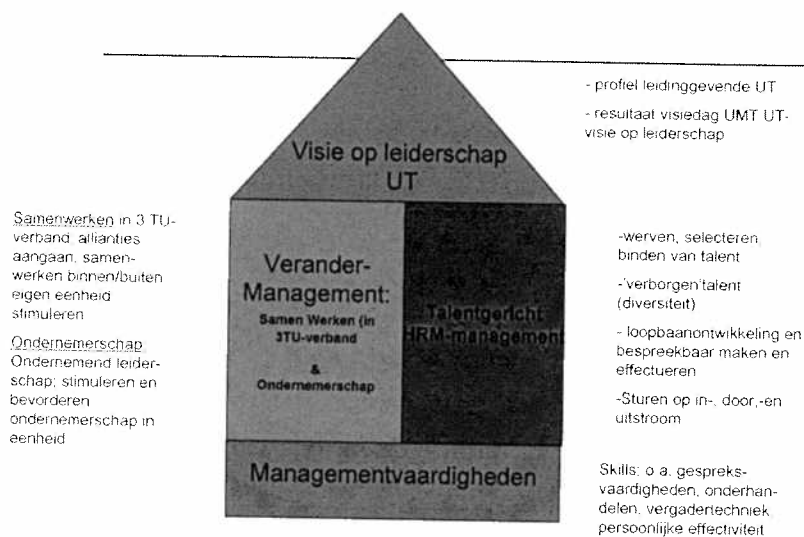 - profiel leidinggevende UT
- resultaat visiedag UMT UT-
visie op leiderschap
Visie op leiderschap
UT
Samenwerken in 3 TU-
verband, allianties
aangaan, samen-
werken binnen/buiten
eigen eenheid
stimuleren
Ondernemerschap:
Ondernemend leider-
schap; stimuleren en
bevorderen
ondernemerschap in
eenheid
Verander-
Management:
Samen Werken (in
3TU-verband
&
Ondernemerschap
Talentgericht
HRM-management
-werven, selecteren,
binden van talent
-'verborgen'talent
(diversiteit)
- loopbaanontwikkeling en
bespreekbaar maken en
effectueren
-Sturen op in-, door,-en
uitstroom
Managementvaardigheden
Skills; o.a. gespreks-
vaardigheden, onderhan-
delen, vergadertechniek,
persoonlijke effectiviteit